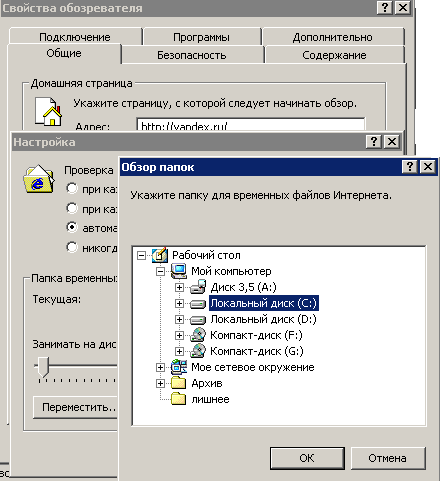 Свойства обозревателя
Подключение
Программы
Дополнительно
Общие
Безопасность
Содержание
Домашняя страница
Укажите страницу, с которой следует начинать обзор.
Адрес:
http://yandex.ru/
Настройка
Проверка
при ка
при ка
автома
никогд
Папка временных
Текущая:
Занимать на дис
Переместить..
Обзор папок
Укажите папку для временных файлов Интернета.
Рабочий стол
Мой компьютер
Диск 3,5 (A:)
Локальный диск (C:)
Локальный диск (D:)
Компакт-диск (F:)
Компакт-диск (G:)
Мое сетевое окружение
Архив
лишнее
OK
Отмена